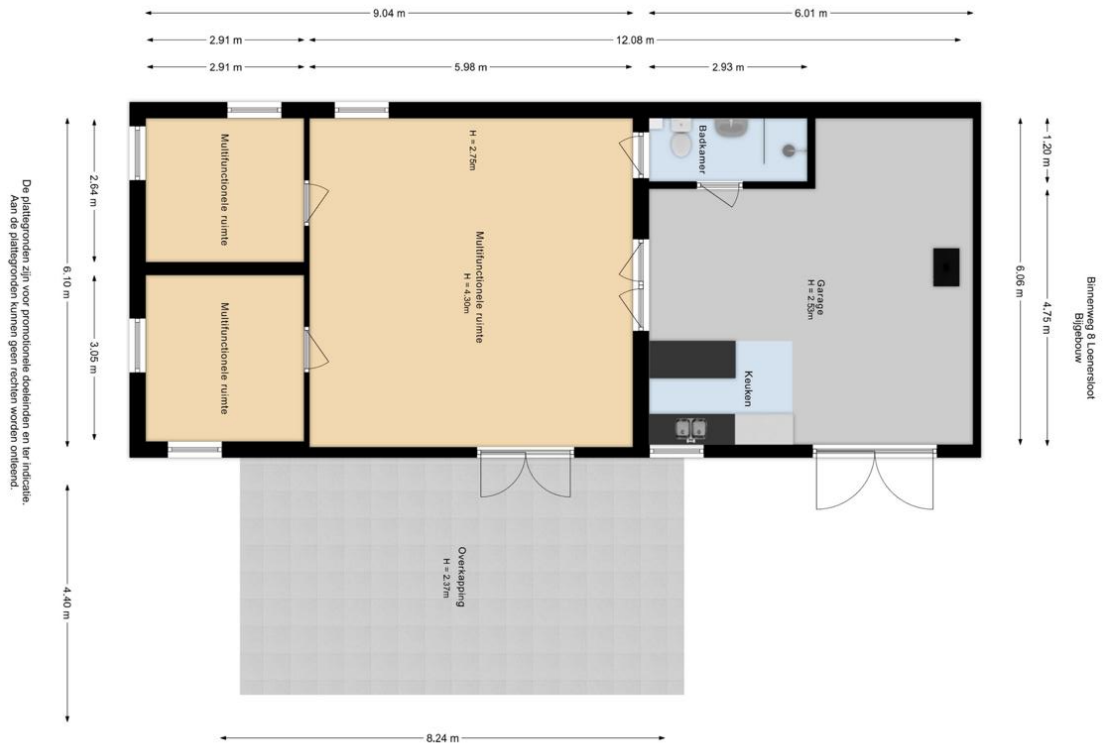 9.04 m
6.01 m
2.91 m
12.08 m
2.91 m
5.98 m
2.93 m
De plattegronden zijn voor promotionele doeleinden en ter indicatie.
Aan de plattegronden kunnen geen rechten worden ontleend.
6.10 m
2.64 m
3.05 m
4.40 m
Multifunctionele ruimte
Multifunctionele ruimte
H = 2.75m
Multifunctionele ruimte
H = 4.30m
Badkamer
Garage
H = 2.53m
Keuken
Overkapping
H = 2.37m
6.06 m
1.20 m
4.75 m
Binnenweg 8 Loenersloot
Bijgebouw
8.24 m